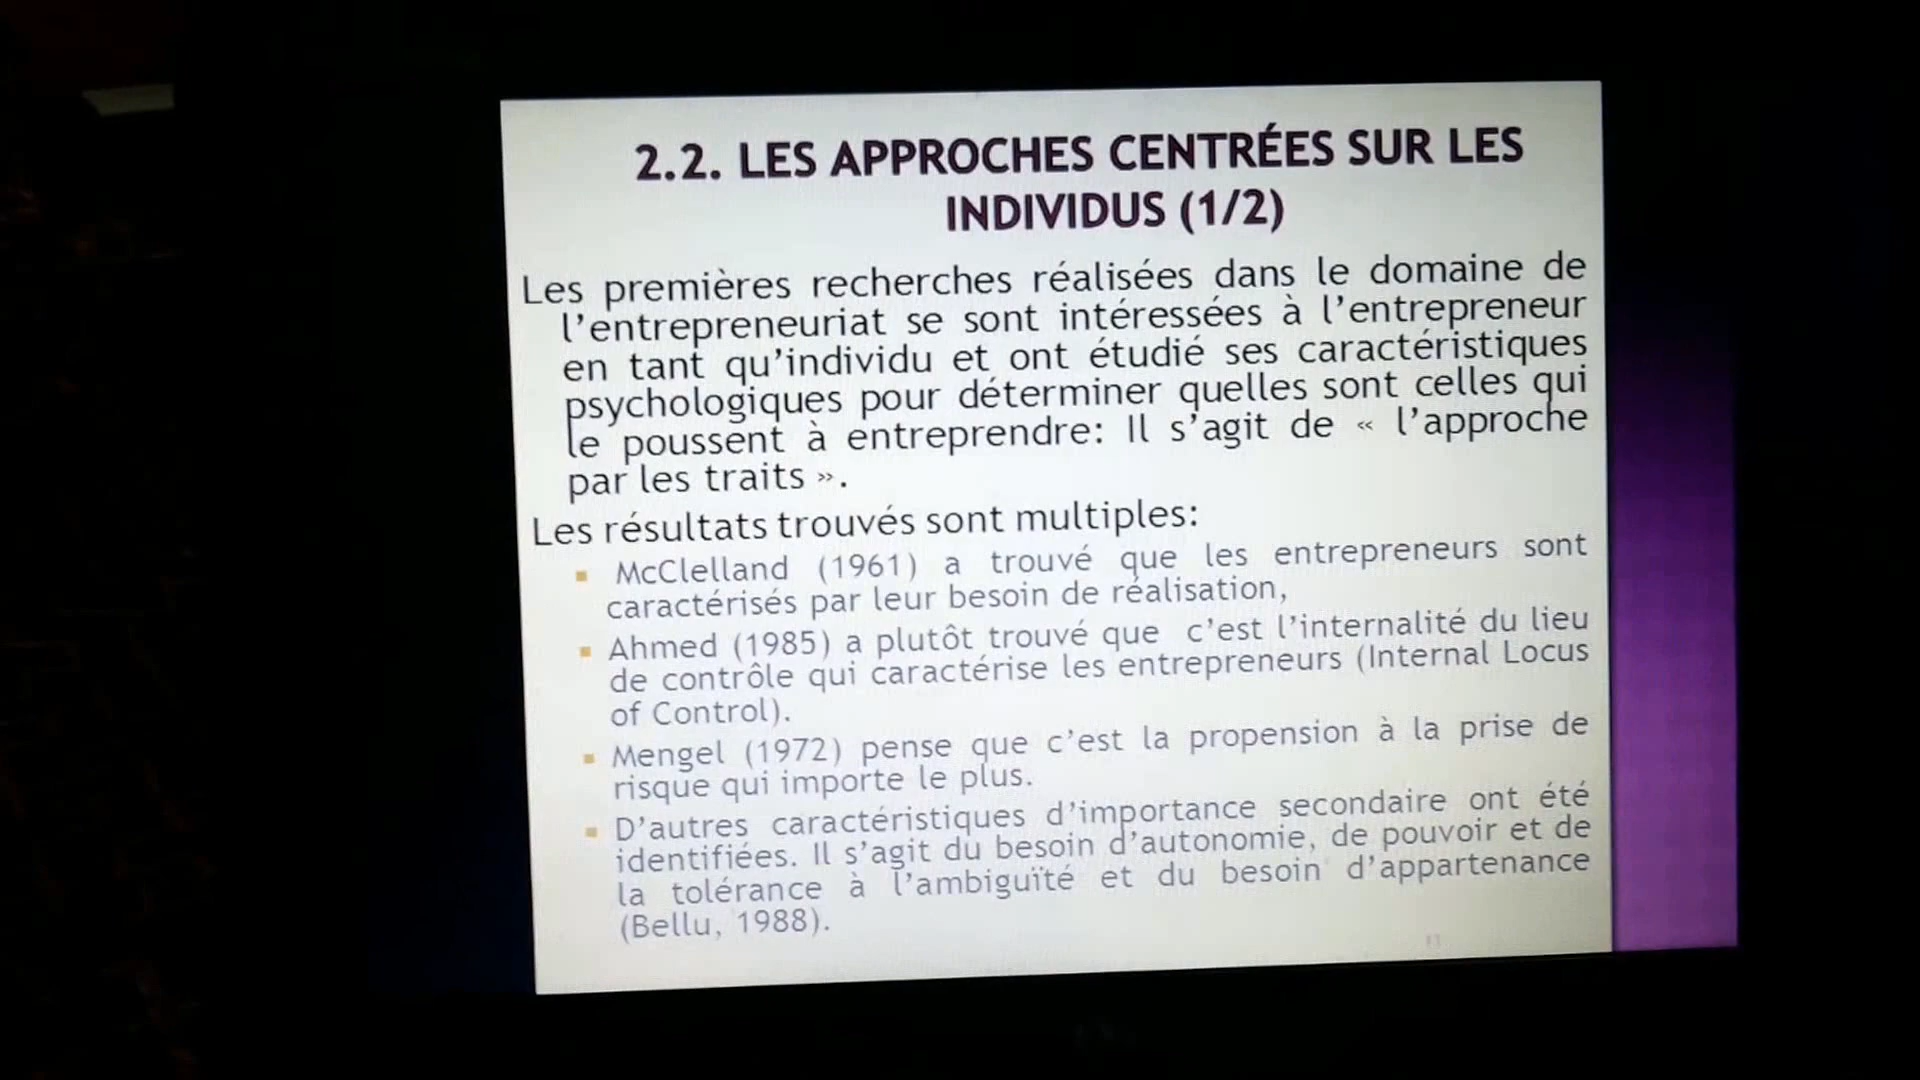 2.2. LES APPROCHES CENTRÉES SUR LES
INDIVIDUS (1/2)
Les premières recherches réalisées dans le domaine de
l’entrepreneuriat se sont intéressées à l’entrepreneur
en tant qu’individu et ont étudié ses caractéristiques
psychologiques pour déterminer quelles sont celles qui
le poussent à entreprendre: Il s’agit de « l’approche
par les traits ».
Les résultats trouvés sont multiples:
▪ McClelland (1961) a trouvé que les entrepreneurs sont
caractérisés par leur besoin de réalisation,
▪ Ahmed (1985) a plutôt trouvé que c’est l’internalité du lieu
de contrôle qui caractérise les entrepreneurs (Internal Locus
of Control).
▪ Mengel (1972) pense que c’est la propension à la prise de
risque qui importe le plus.
▪ D’autres caractéristiques d’importance secondaire ont été
identifiées. Il s’agit du besoin d’autonomie, de pouvoir et de
la tolérance à l’ambiguïté et du besoin d’appartenance
(Bellu, 1988).